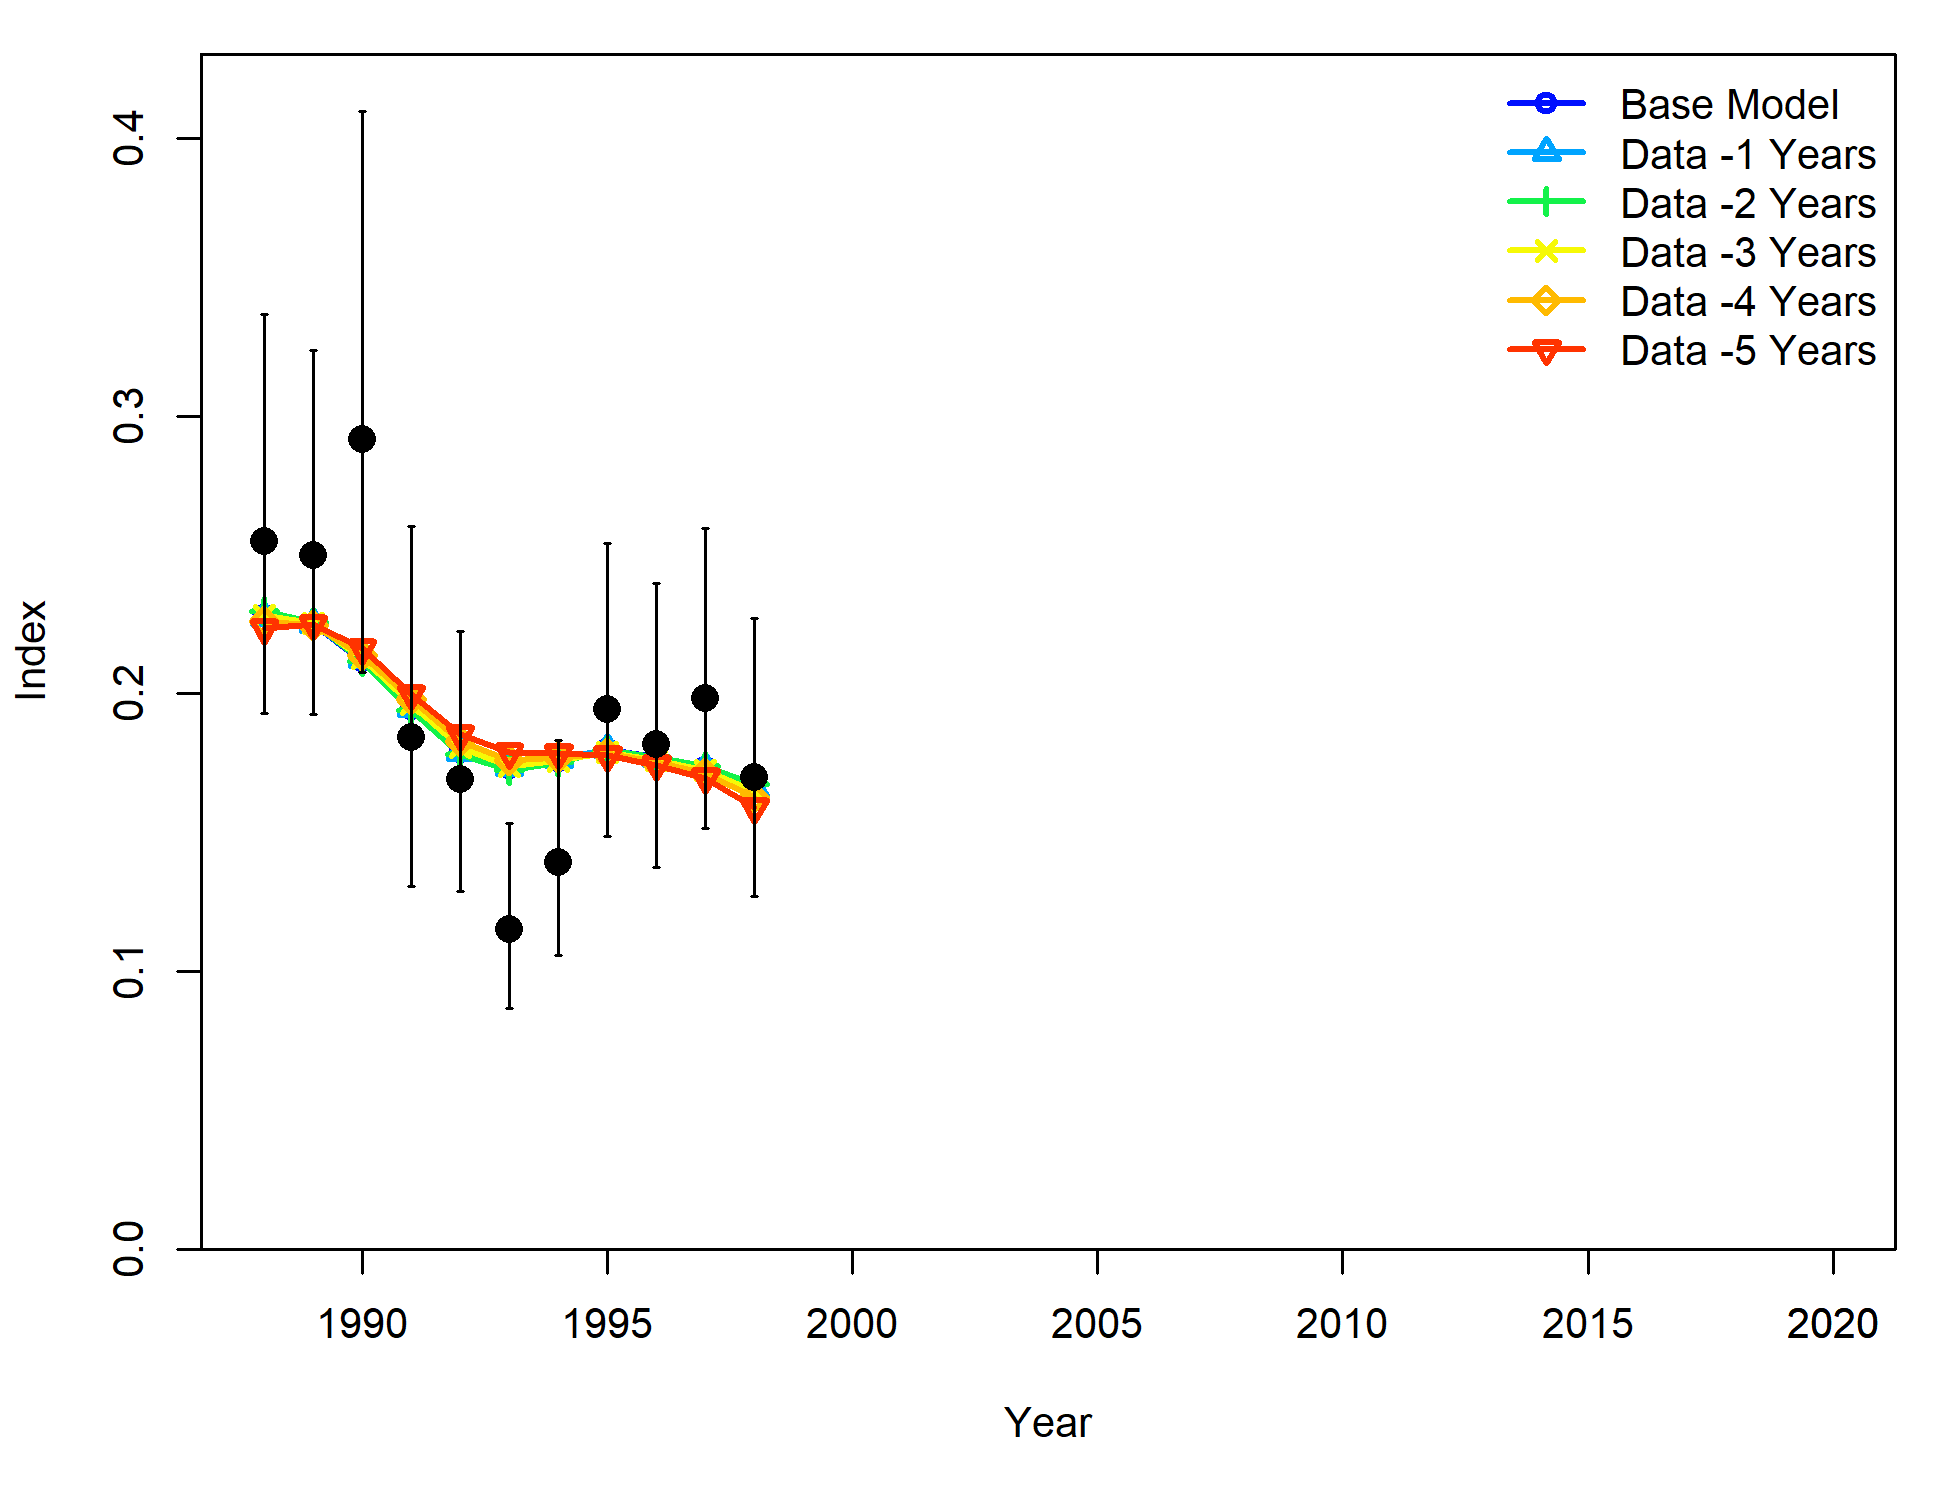 Base Model
Data -1 Years
Data -2 Years
Data -3 Years
Data -4 Years
Data -5 Years
0.4
0.3
0.2
0.1
0.0
Index
1990 1995 2000 2005 2010 2015 2020
Year